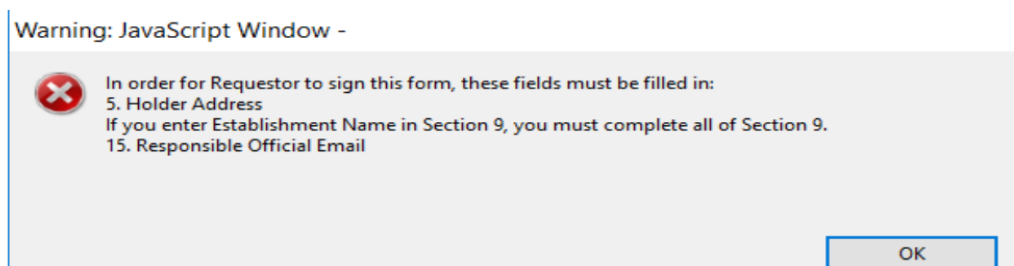 Warning: JavaScript Window -
In order for Requestor to sign this form, these fields must be filled in:
5. Holder Address
If you enter Establishment Name in Section 9, you must complete all of Section 9.
15. Responsible Official Email
OK